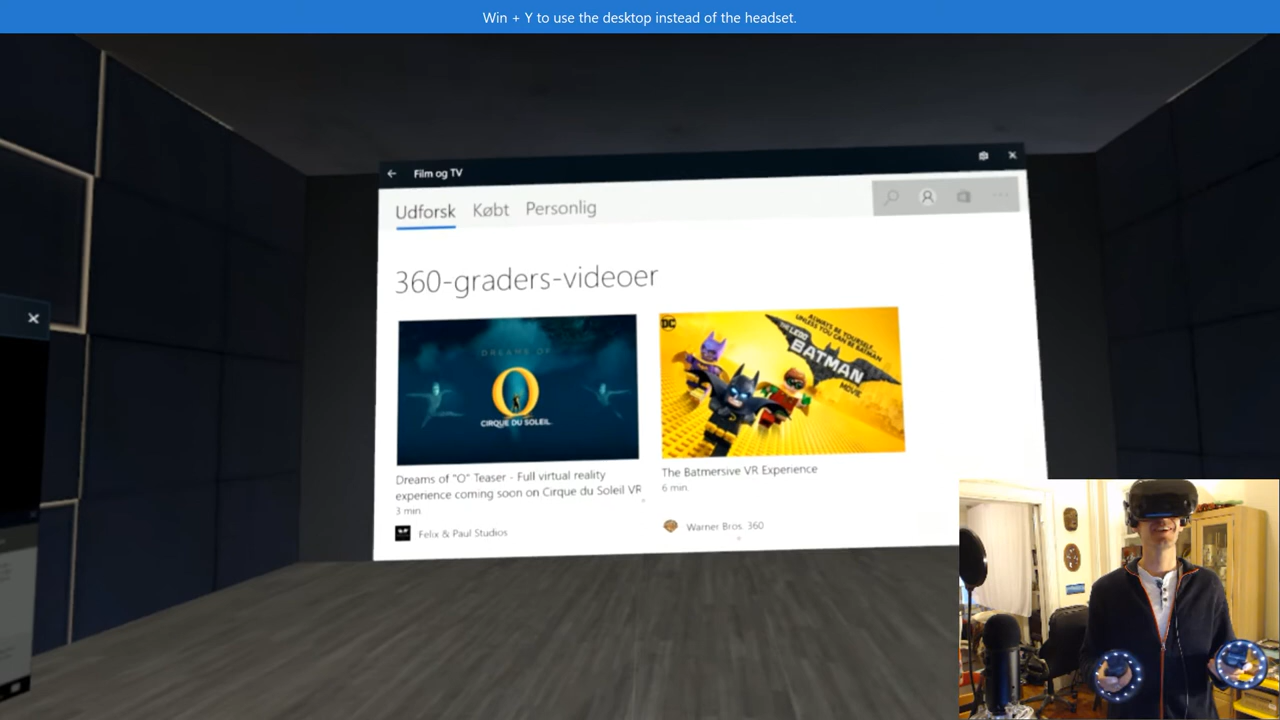 Win + Y to use the desktop instead of the headset.
Film og TV
Udforsk Købt Personlig
360-graders-videoer
DREAMS OF
O
CIRQUE DU SOLEIL
DC
ALWAYS BE YOURSELF.
UNLESS YOU CAN BE BATMAN
THE LEGO
BATMAN
MOVIE
Dreams of "O" Teaser - Full virtual reality
experience coming soon on Cirque du Soleil VR
3 min.
Felix & Paul Studios
The Batmersive VR Experience
6 min.
Warner Bros. 360